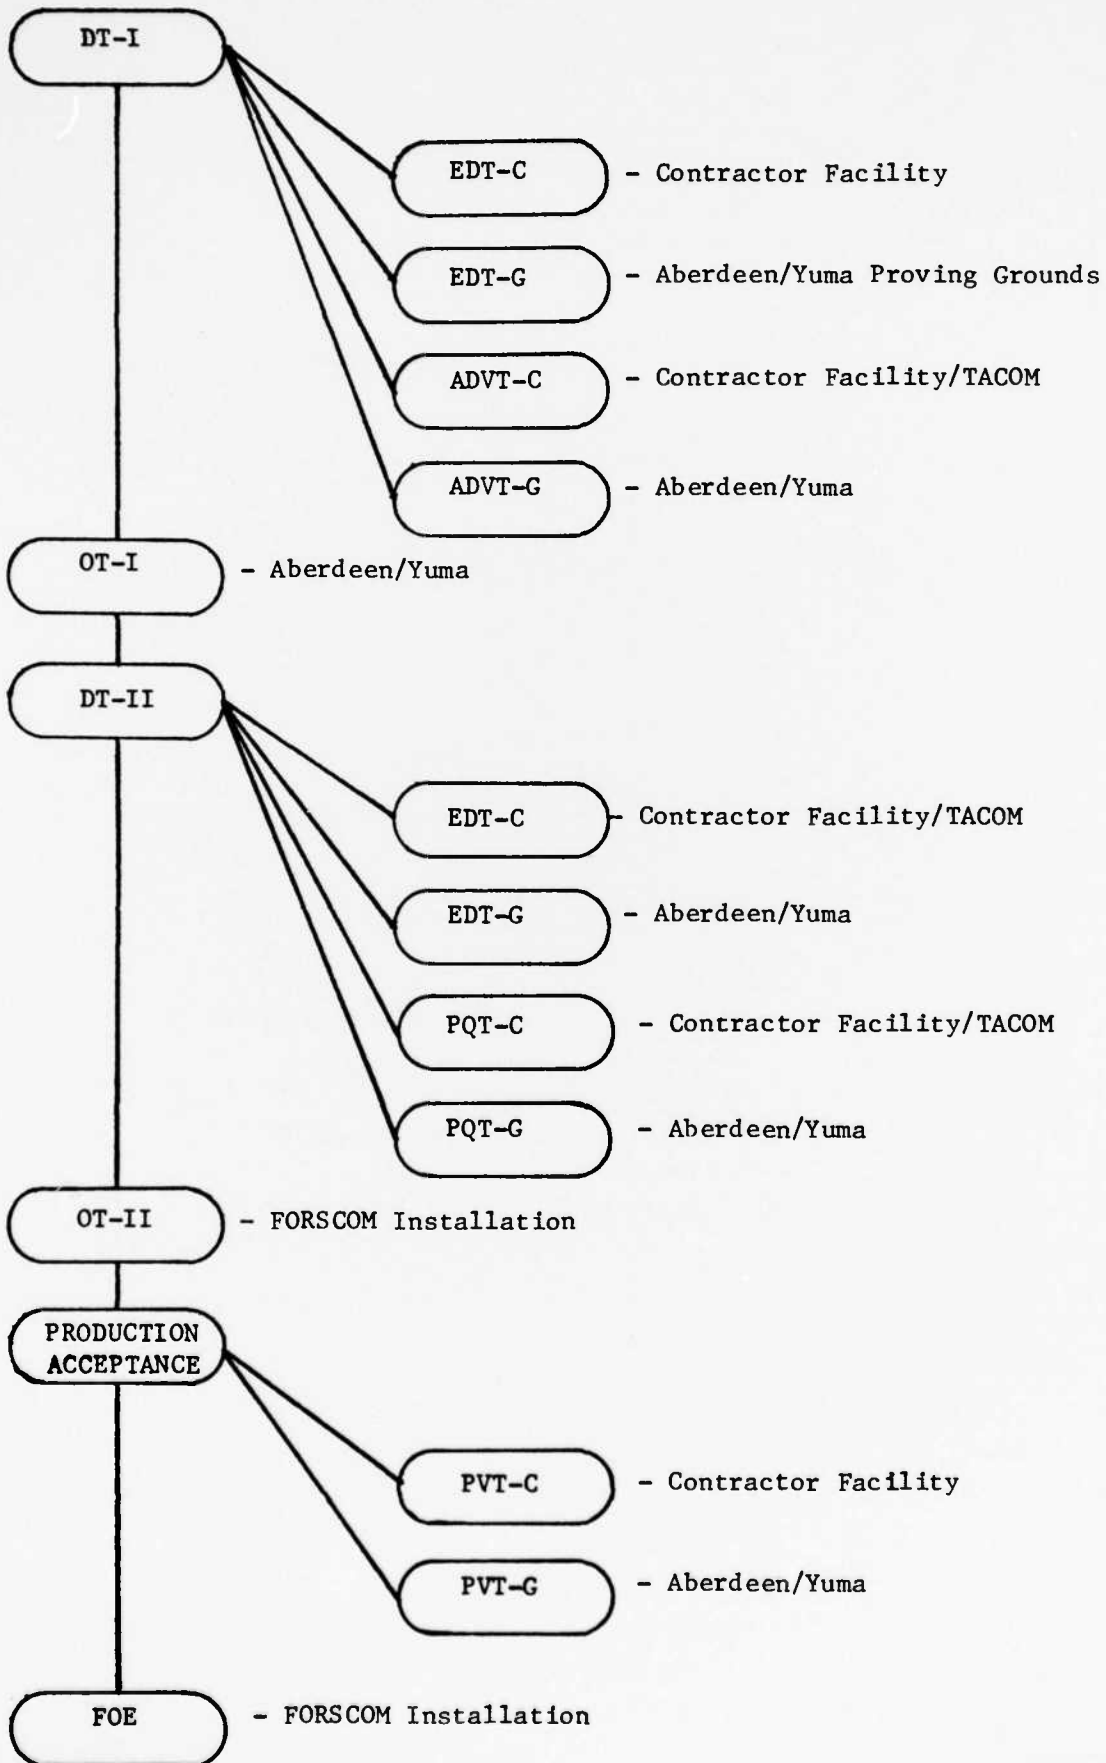 DT-I
EDT-C - Contractor Facility
EDT-G - Aberdeen/Yuma Proving Grounds
ADVT-C - Contractor Facility/TACOM
ADVT-G - Aberdeen/Yuma
OT-I - Aberdeen/Yuma
DT-II
EDT-C - Contractor Facility/TACOM
EDT-G - Aberdeen/Yuma
PQT-C - Contractor Facility/TACOM
PQT-G - Aberdeen/Yuma
OT-II - FORSCOM Installation
PRODUCTION
ACCEPTANCE
PVT-C - Contractor Facility
PVT-G - Aberdeen/Yuma
FOE - FORSCOM Installation